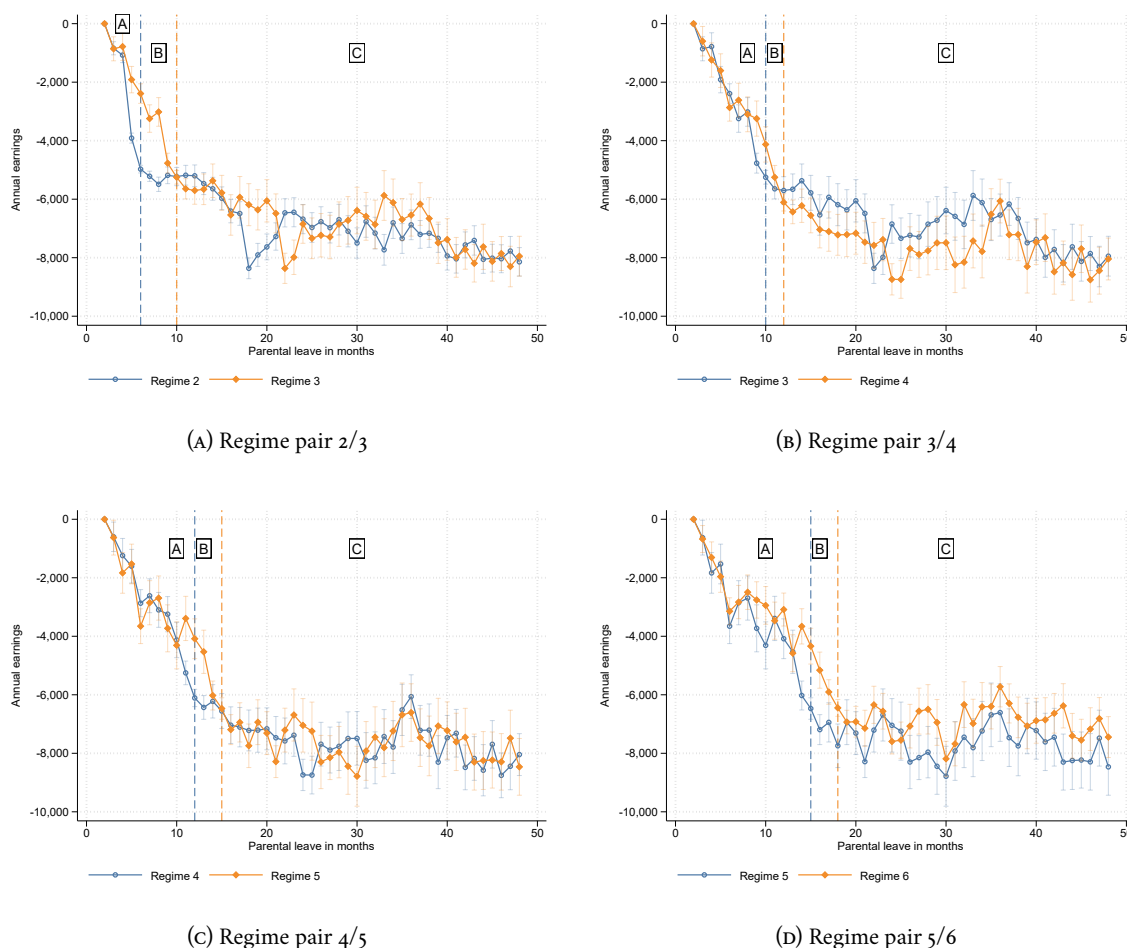 0
-2,000
-4,000
-6,000
-8,000
-10,000
Annual earnings
A
B
C
0 10 20 30 40 50
Parental leave in months
Regime 2 Regime 3
(A) Regime pair 2/3
0
-2,000
-4,000
-6,000
-8,000
-10,000
Annual earnings
A
B
C
0 10 20 30 40 50
Parental leave in months
Regime 3 Regime 4
(B) Regime pair 3/4
0
-2,000
-4,000
-6,000
-8,000
-10,000
Annual earnings
A
B
C
0 10 20 30 40 50
Parental leave in months
Regime 4 Regime 5
(C) Regime pair 4/5
0
-2,000
-4,000
-6,000
-8,000
-10,000
Annual earnings
A
B
C
0 10 20 30 40 50
Parental leave in months
Regime 5 Regime 6
(D) Regime pair 5/6